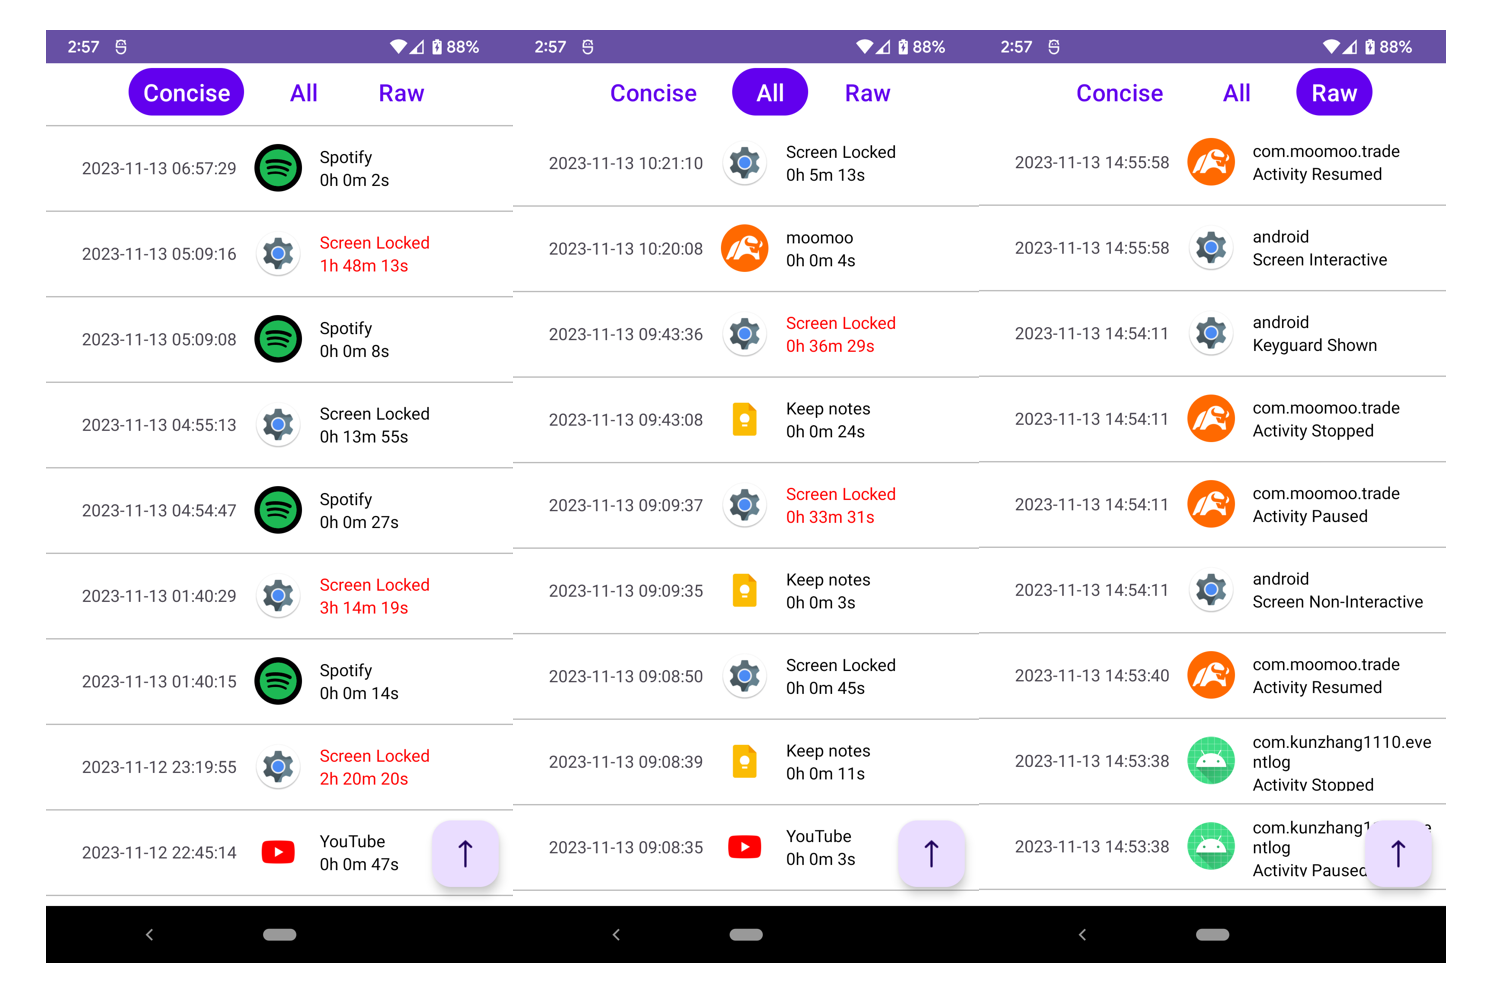 2:57 88%
Concise All Raw
2023-11-13 06:57:29 Spotify
0h 0m 2s
2023-11-13 05:09:16 Screen Locked
1h 48m 13s
2023-11-13 05:09:08 Spotify
0h 0m 8s
2023-11-13 04:55:13 Screen Locked
0h 13m 55s
2023-11-13 04:54:47 Spotify
0h 0m 27s
2023-11-13 01:40:29 Screen Locked
3h 14m 19s
2023-11-13 01:40:15 Spotify
0h 0m 14s
2023-11-12 23:19:55 Screen Locked
2h 20m 20s
2023-11-12 22:45:14 YouTube
0h 0m 47s
2:57 88%
Concise All Raw
2023-11-13 10:21:10 Screen Locked
0h 5m 13s
2023-11-13 10:20:08 moomoo
0h 0m 4s
2023-11-13 09:43:36 Screen Locked
0h 36m 29s
2023-11-13 09:43:08 Keep notes
0h 0m 24s
2023-11-13 09:09:37 Screen Locked
0h 33m 31s
2023-11-13 09:09:35 Keep notes
0h 0m 3s
2023-11-13 09:08:50 Screen Locked
0h 0m 45s
2023-11-13 09:08:39 Keep notes
0h 0m 11s
2023-11-13 09:08:35 YouTube
0h 0m 3s
2:57 88%
Concise All Raw
2023-11-13 14:55:58 com.moomoo.trade
Activity Resumed
2023-11-13 14:55:58 android
Screen Interactive
2023-11-13 14:54:11 android
Keyguard Shown
2023-11-13 14:54:11 com.moomoo.trade
Activity Stopped
2023-11-13 14:54:11 com.moomoo.trade
Activity Paused
2023-11-13 14:54:11 android
Screen Non-Interactive
2023-11-13 14:53:40 com.moomoo.trade
Activity Resumed
2023-11-13 14:53:38 com.kunzhang1110.eve
ntlog
Activity Stopped
2023-11-13 14:53:38 com.kunzhang1
ntlog
Activity Paused